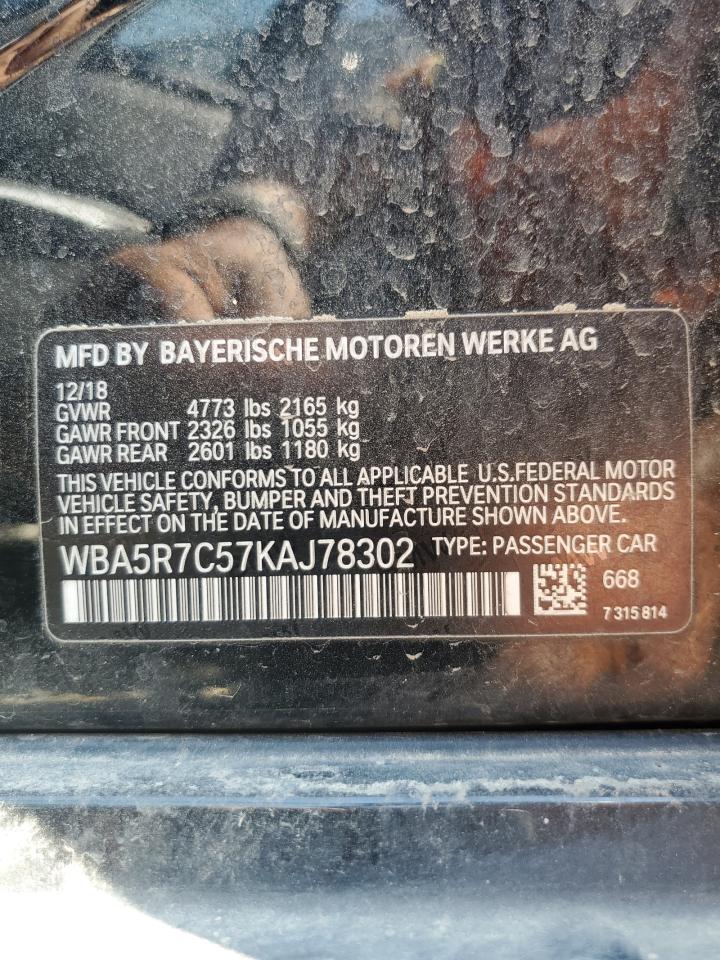 MFD BY BAYERISCHE MOTOREN WERKE AG
12/18
GVWR 4773 lbs 2165 kg
GAWR FRONT 2326 lbs 1055 kg
GAWR REAR 2601 lbs 1180 kg
THIS VEHICLE CONFORMS TO ALL APPLICABLE U.S.FEDERAL MOTOR
VEHICLE SAFETY, BUMPER AND THEFT PREVENTION STANDARDS
IN EFFECT ON THE DATE OF MANUFACTURE SHOWN ABOVE.
WBA5R7C57KAJ78302 TYPE: PASSENGER CAR
668
7 315 814